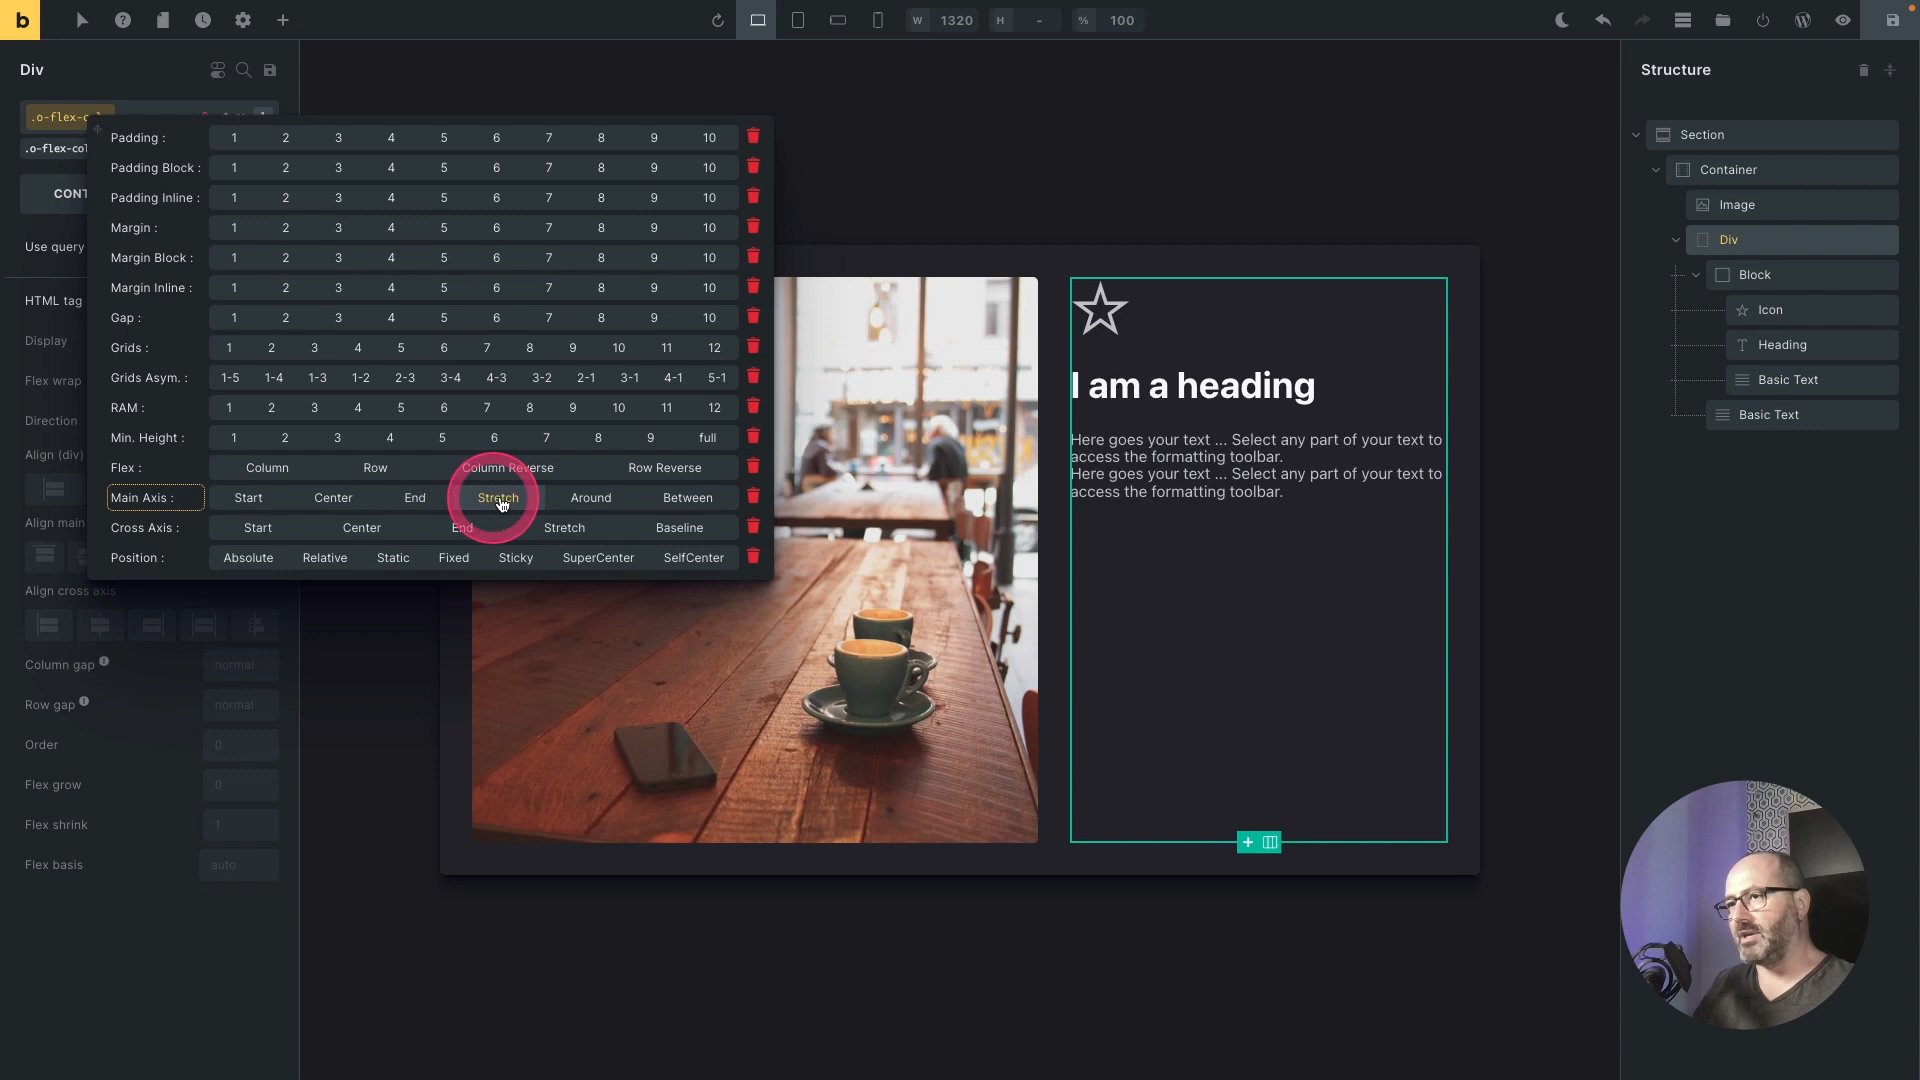 b
W 1320 H - % 100
Div
.o-flex-col
.o-flex-col
CONT
Use query
HTML tag
Display
Flex wrap
Direction
Align (div)
Align main
Align cross axis
Column gap normal
Row gap normal
Order 0
Flex grow 0
Flex shrink 1
Flex basis auto
Padding : 1 2 3 4 5 6 7 8 9 10
Padding Block : 1 2 3 4 5 6 7 8 9 10
Padding Inline : 1 2 3 4 5 6 7 8 9 10
Margin : 1 2 3 4 5 6 7 8 9 10
Margin Block : 1 2 3 4 5 6 7 8 9 10
Margin Inline : 1 2 3 4 5 6 7 8 9 10
Gap : 1 2 3 4 5 6 7 8 9 10
Grids : 1 2 3 4 5 6 7 8 9 10 11 12
Grids Asym. : 1-5 1-4 1-3 1-2 2-3 3-4 4-3 3-2 2-1 3-1 4-1 5-1
RAM : 1 2 3 4 5 6 7 8 9 10 11 12
Min. Height : 1 2 3 4 5 6 7 8 9 full
Flex : Column Row Column Reverse Row Reverse
Main Axis : Start Center End Stretch Around Between
Cross Axis : Start Center End Stretch Baseline
Position : Absolute Relative Static Fixed Sticky SuperCenter SelfCenter
I am a heading
Here goes your text ... Select any part of your text to
access the formatting toolbar.
Here goes your text ... Select any part of your text to
access the formatting toolbar.
Structure
Section
Container
Image
Div
Block
Icon
Heading
Basic Text
Basic Text